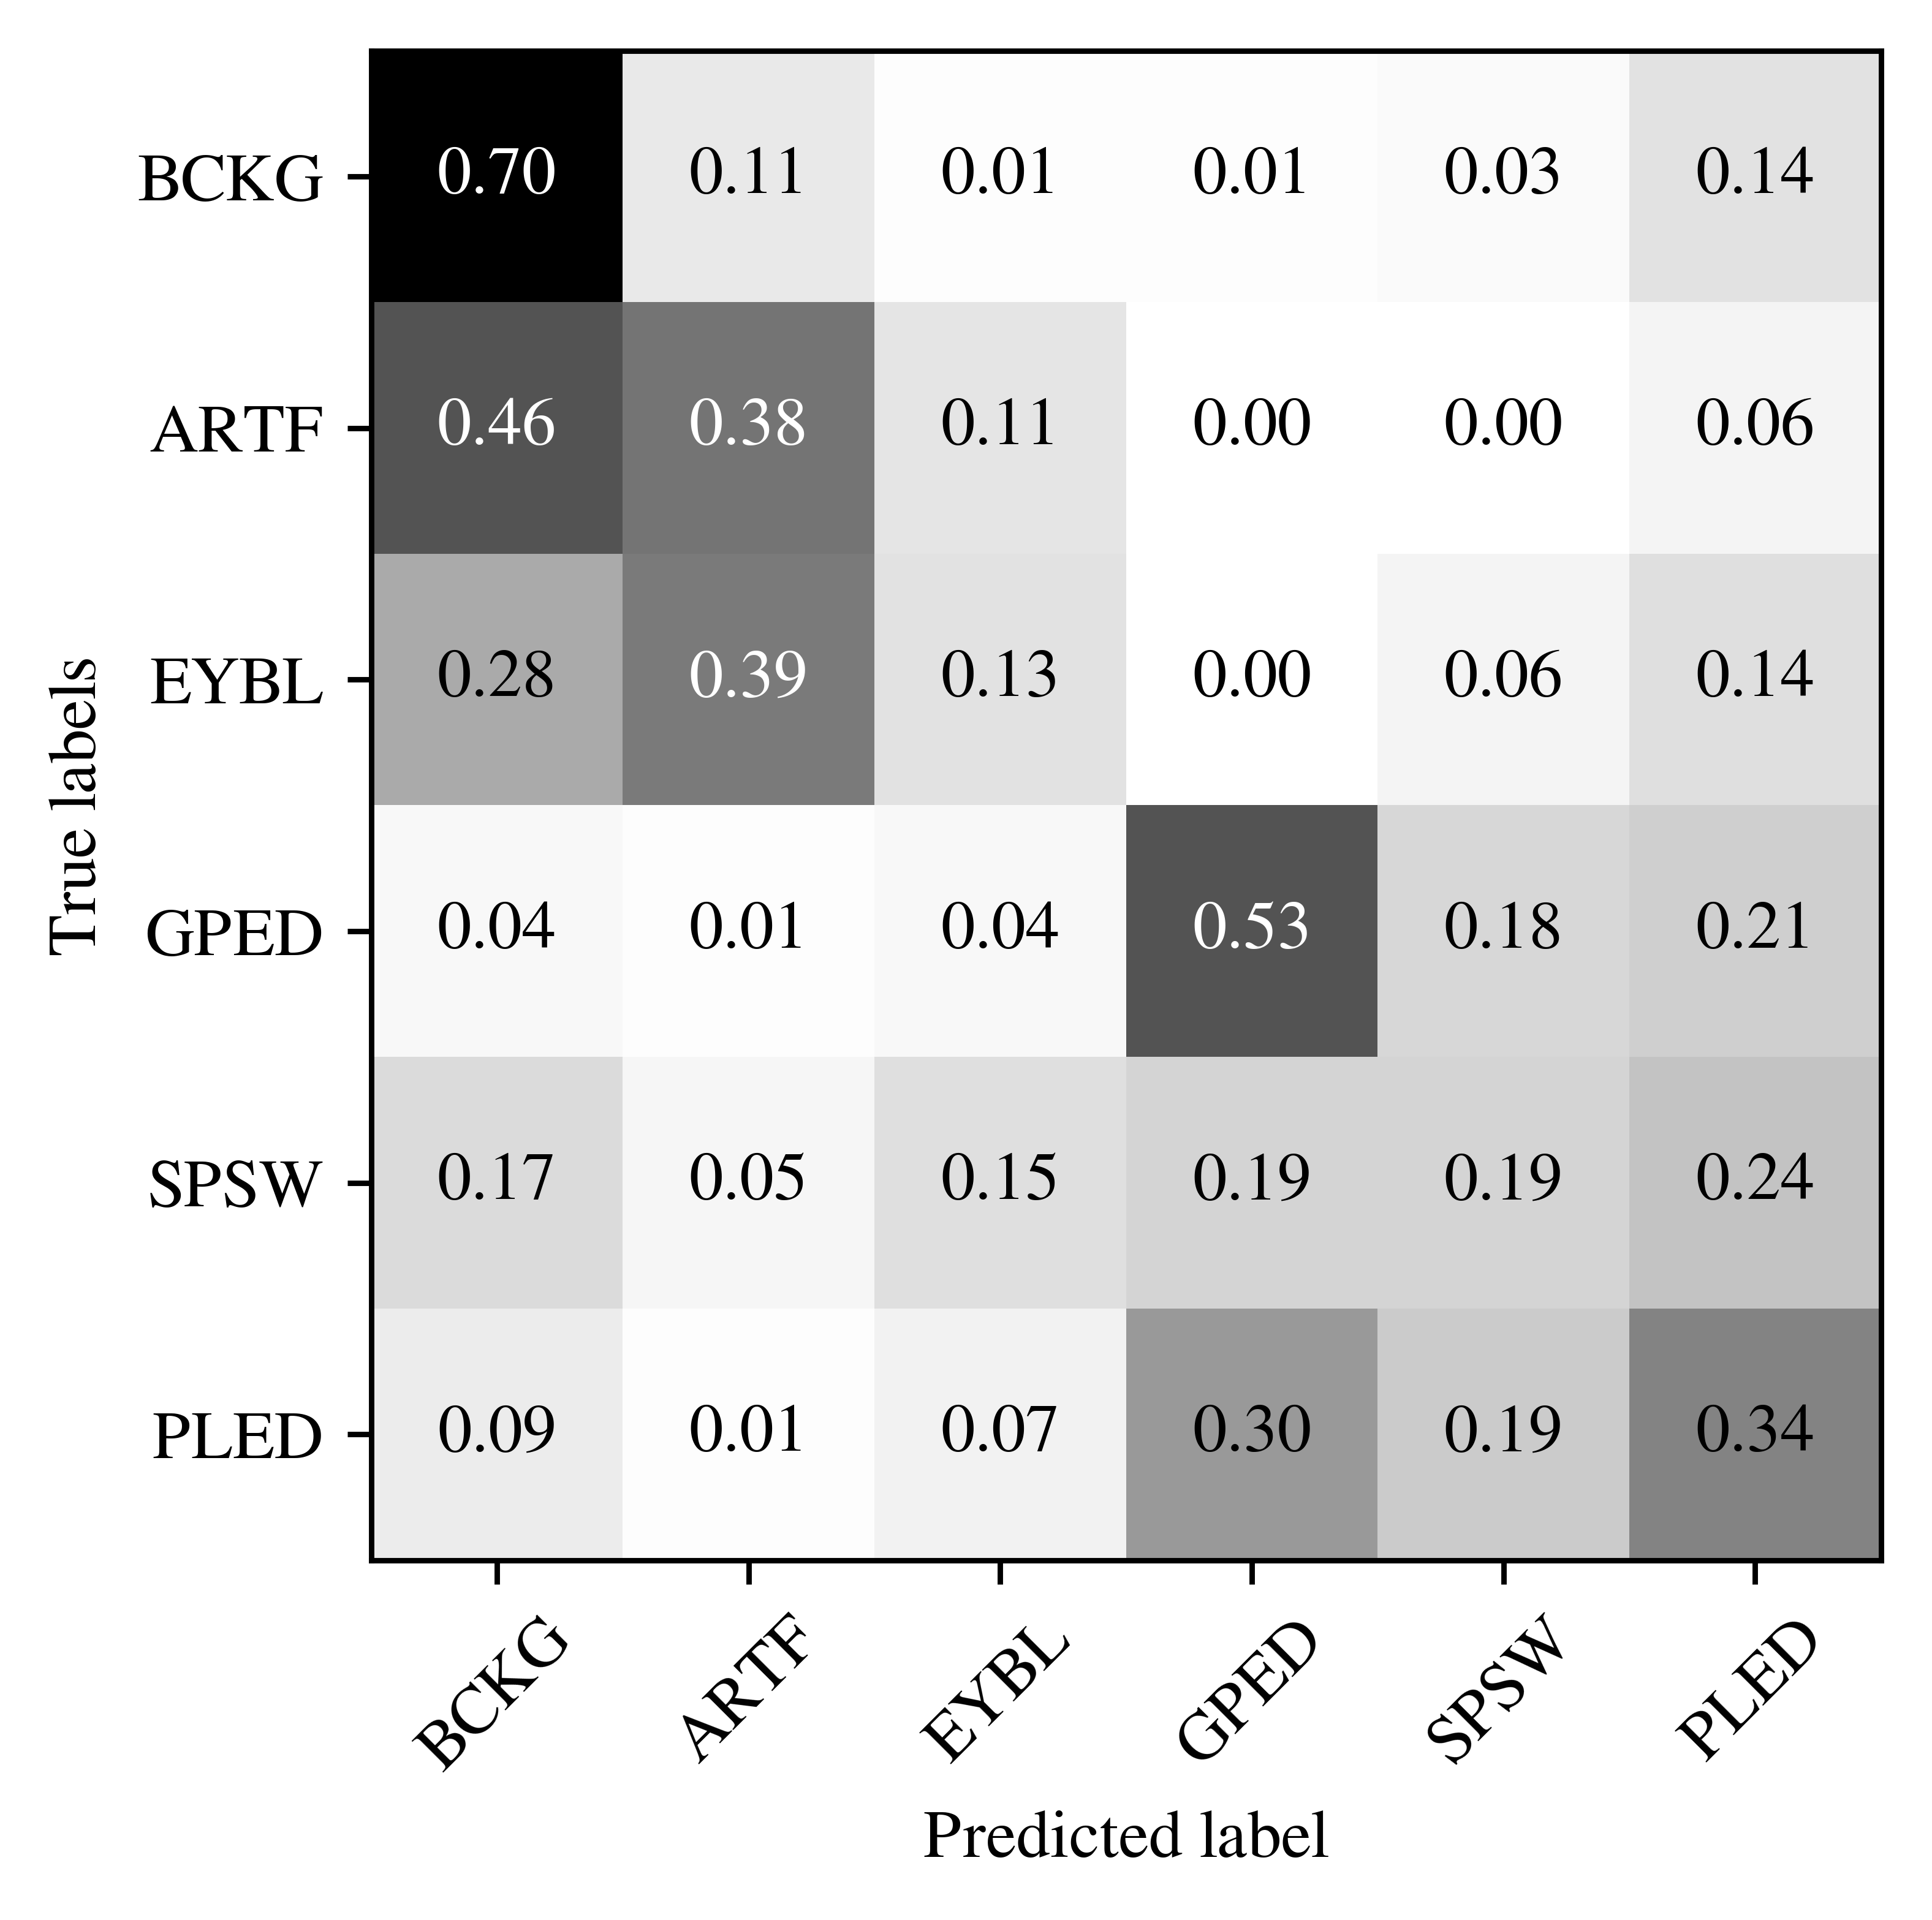 True labels
BCKG 0.70 0.11 0.01 0.01 0.03 0.14
ARTF 0.46 0.38 0.11 0.00 0.00 0.06
EYBL 0.28 0.39 0.13 0.00 0.06 0.14
GPED 0.04 0.01 0.04 0.53 0.18 0.21
SPSW 0.17 0.05 0.15 0.19 0.19 0.24
PLED 0.09 0.01 0.07 0.30 0.19 0.34
BCKG ARTF EYBL GPED SPSW PLED
Predicted label